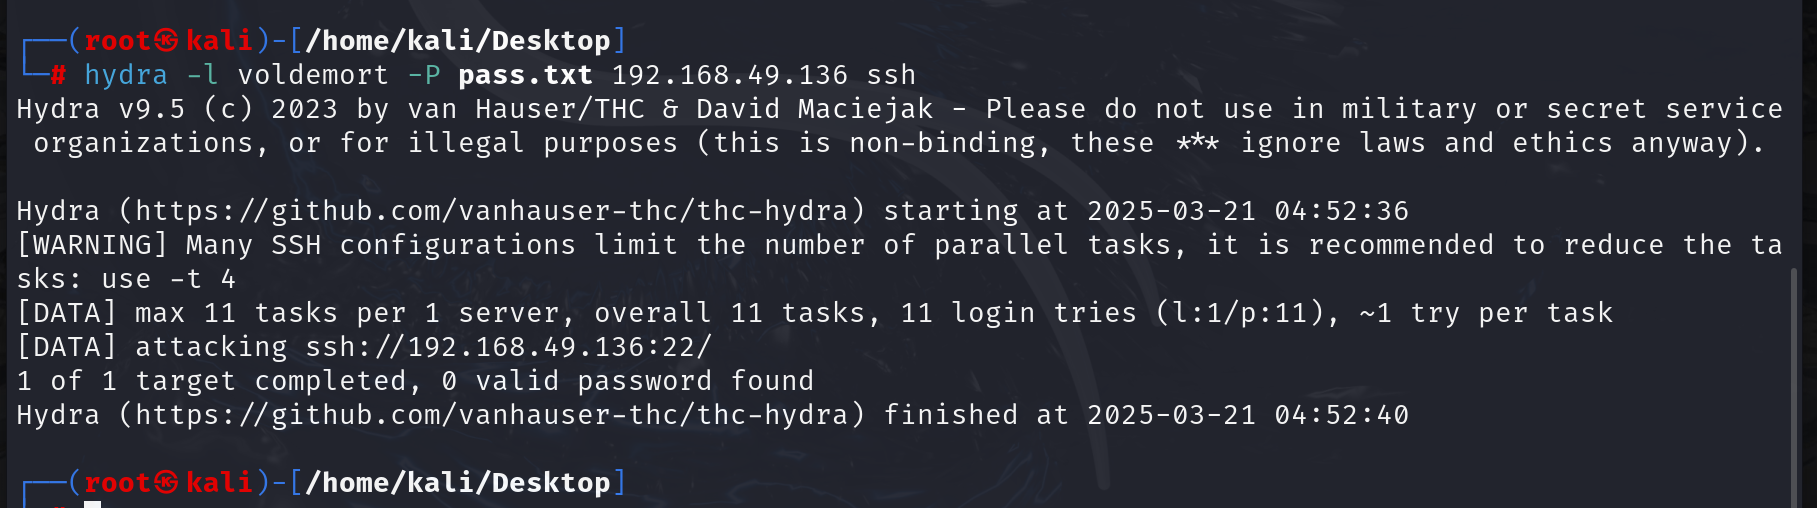 ┌──(root㉿kali)-[/home/kali/Desktop]
└─# hydra -l voldemort -P pass.txt 192.168.49.136 ssh
Hydra v9.5 (c) 2023 by van Hauser/THC & David Maciejak - Please do not use in military or secret service
 organizations, or for illegal purposes (this is non-binding, these *** ignore laws and ethics anyway).
Hydra (https://github.com/vanhauser-thc/thc-hydra) starting at 2025-03-21 04:52:36
[WARNING] Many SSH configurations limit the number of parallel tasks, it is recommended to reduce the ta
sks: use -t 4
[DATA] max 11 tasks per 1 server, overall 11 tasks, 11 login tries (l:1/p:11), ~1 try per task
[DATA] attacking ssh://192.168.49.136:22/
1 of 1 target completed, 0 valid password found
Hydra (https://github.com/vanhauser-thc/thc-hydra) finished at 2025-03-21 04:52:40
┌──(root㉿kali)-[/home/kali/Desktop]
└─#